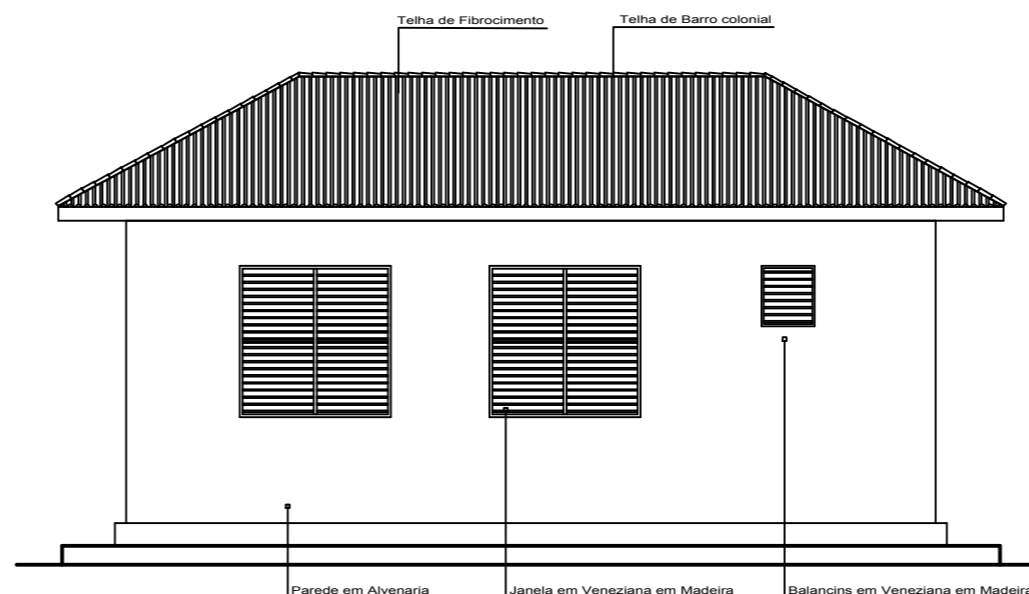 Telha de Fibrocimento
Telha de Barro colonial
Parede em Alvenaria
Janela em Veneziana em Madeira
Balancins em Veneziana em Madeira